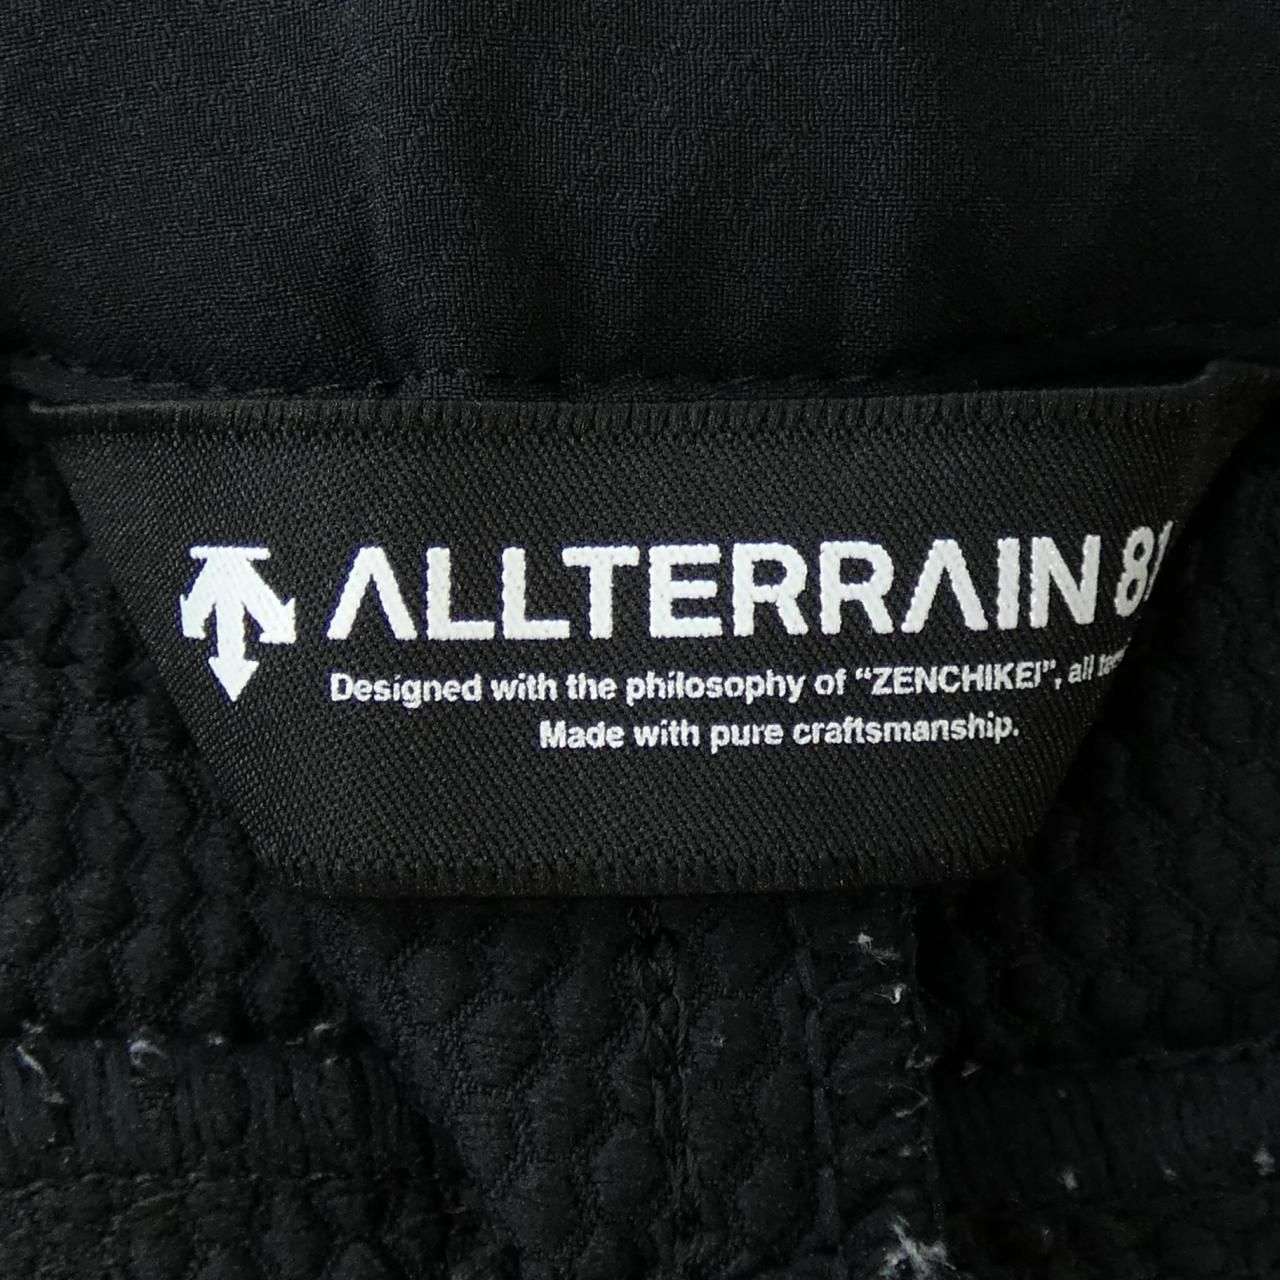 ALLTERRAIN
Designed with the philosophy of “ZENCHIKEI”, all
Made with pure craftsmanship.